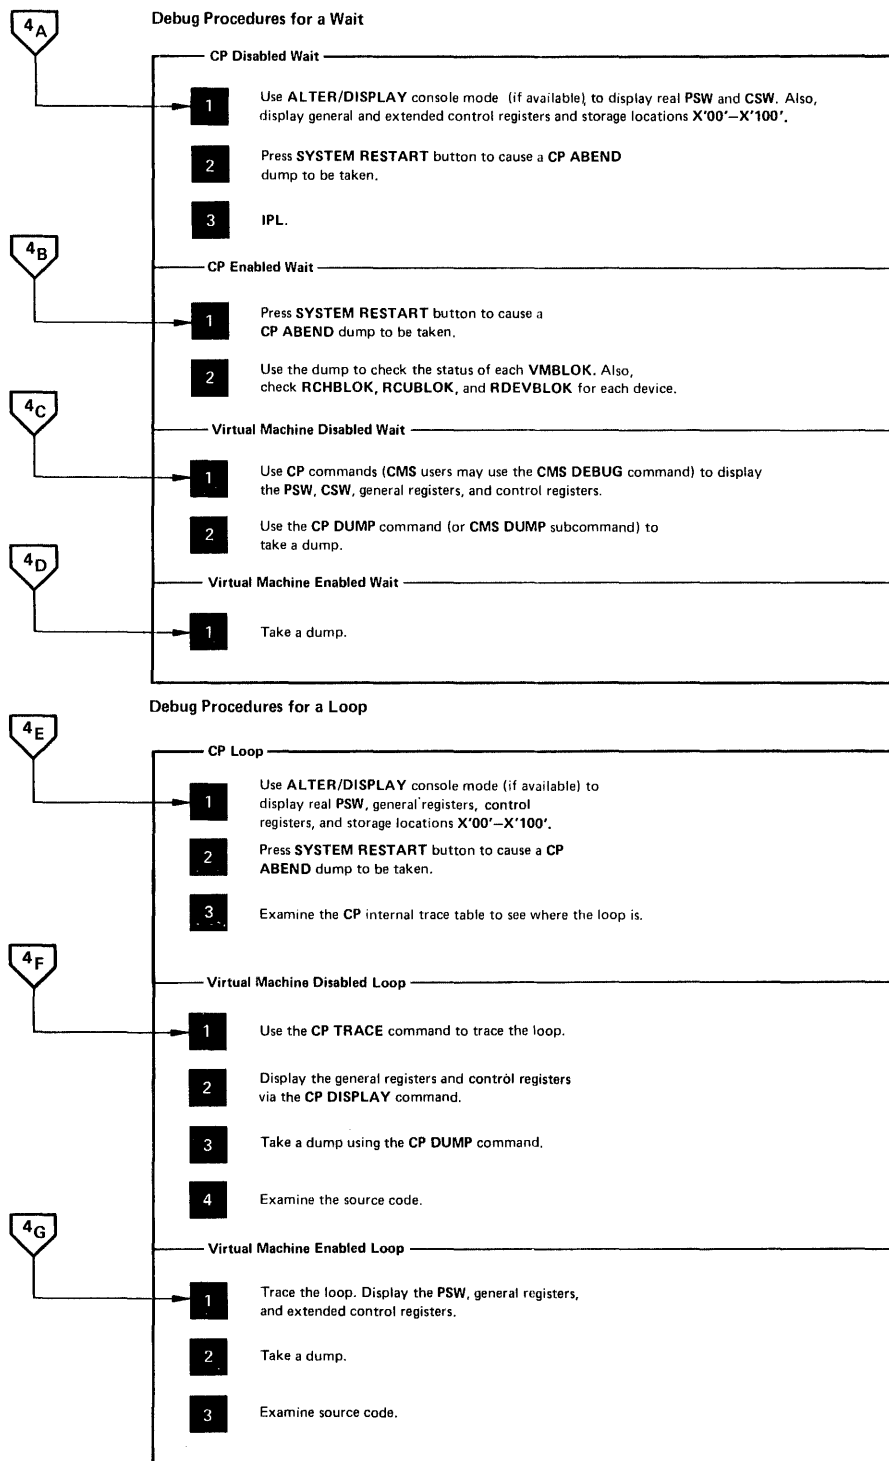 4A
Debug Procedures for a Wait
CP Disabled Wait
1
Use ALTER/DISPLAY console mode (if available) to display real PSW and CSW. Also,
display general and extended control registers and storage locations X'00'–X'100'.
2
Press SYSTEM RESTART button to cause a CP ABEND
dump to be taken.
3
IPL.
4B
CP Enabled Wait
1
Press SYSTEM RESTART button to cause a
CP ABEND dump to be taken.
2
Use the dump to check the status of each VMBLOK. Also,
check RCHBLOK, RCUBLOK, and RDEVBLOK for each device.
4C
Virtual Machine Disabled Wait
1
Use CP commands (CMS users may use the CMS DEBUG command) to display
the PSW, CSW, general registers, and control registers.
2
Use the CP DUMP command (or CMS DUMP subcommand) to
take a dump.
4D
Virtual Machine Enabled Wait
1
Take a dump.
Debug Procedures for a Loop
4E
CP Loop
1
Use ALTER/DISPLAY console mode (if available) to
display real PSW, general registers, control
registers, and storage locations X'00'–X'100'.
2
Press SYSTEM RESTART button to cause a CP
ABEND dump to be taken.
3
Examine the CP internal trace table to see where the loop is.
4F
Virtual Machine Disabled Loop
1
Use the CP TRACE command to trace the loop.
2
Display the general registers and control registers
via the CP DISPLAY command.
3
Take a dump using the CP DUMP command.
4
Examine the source code.
4G
Virtual Machine Enabled Loop
1
Trace the loop. Display the PSW, general registers,
and extended control registers.
2
Take a dump.
3
Examine source code.